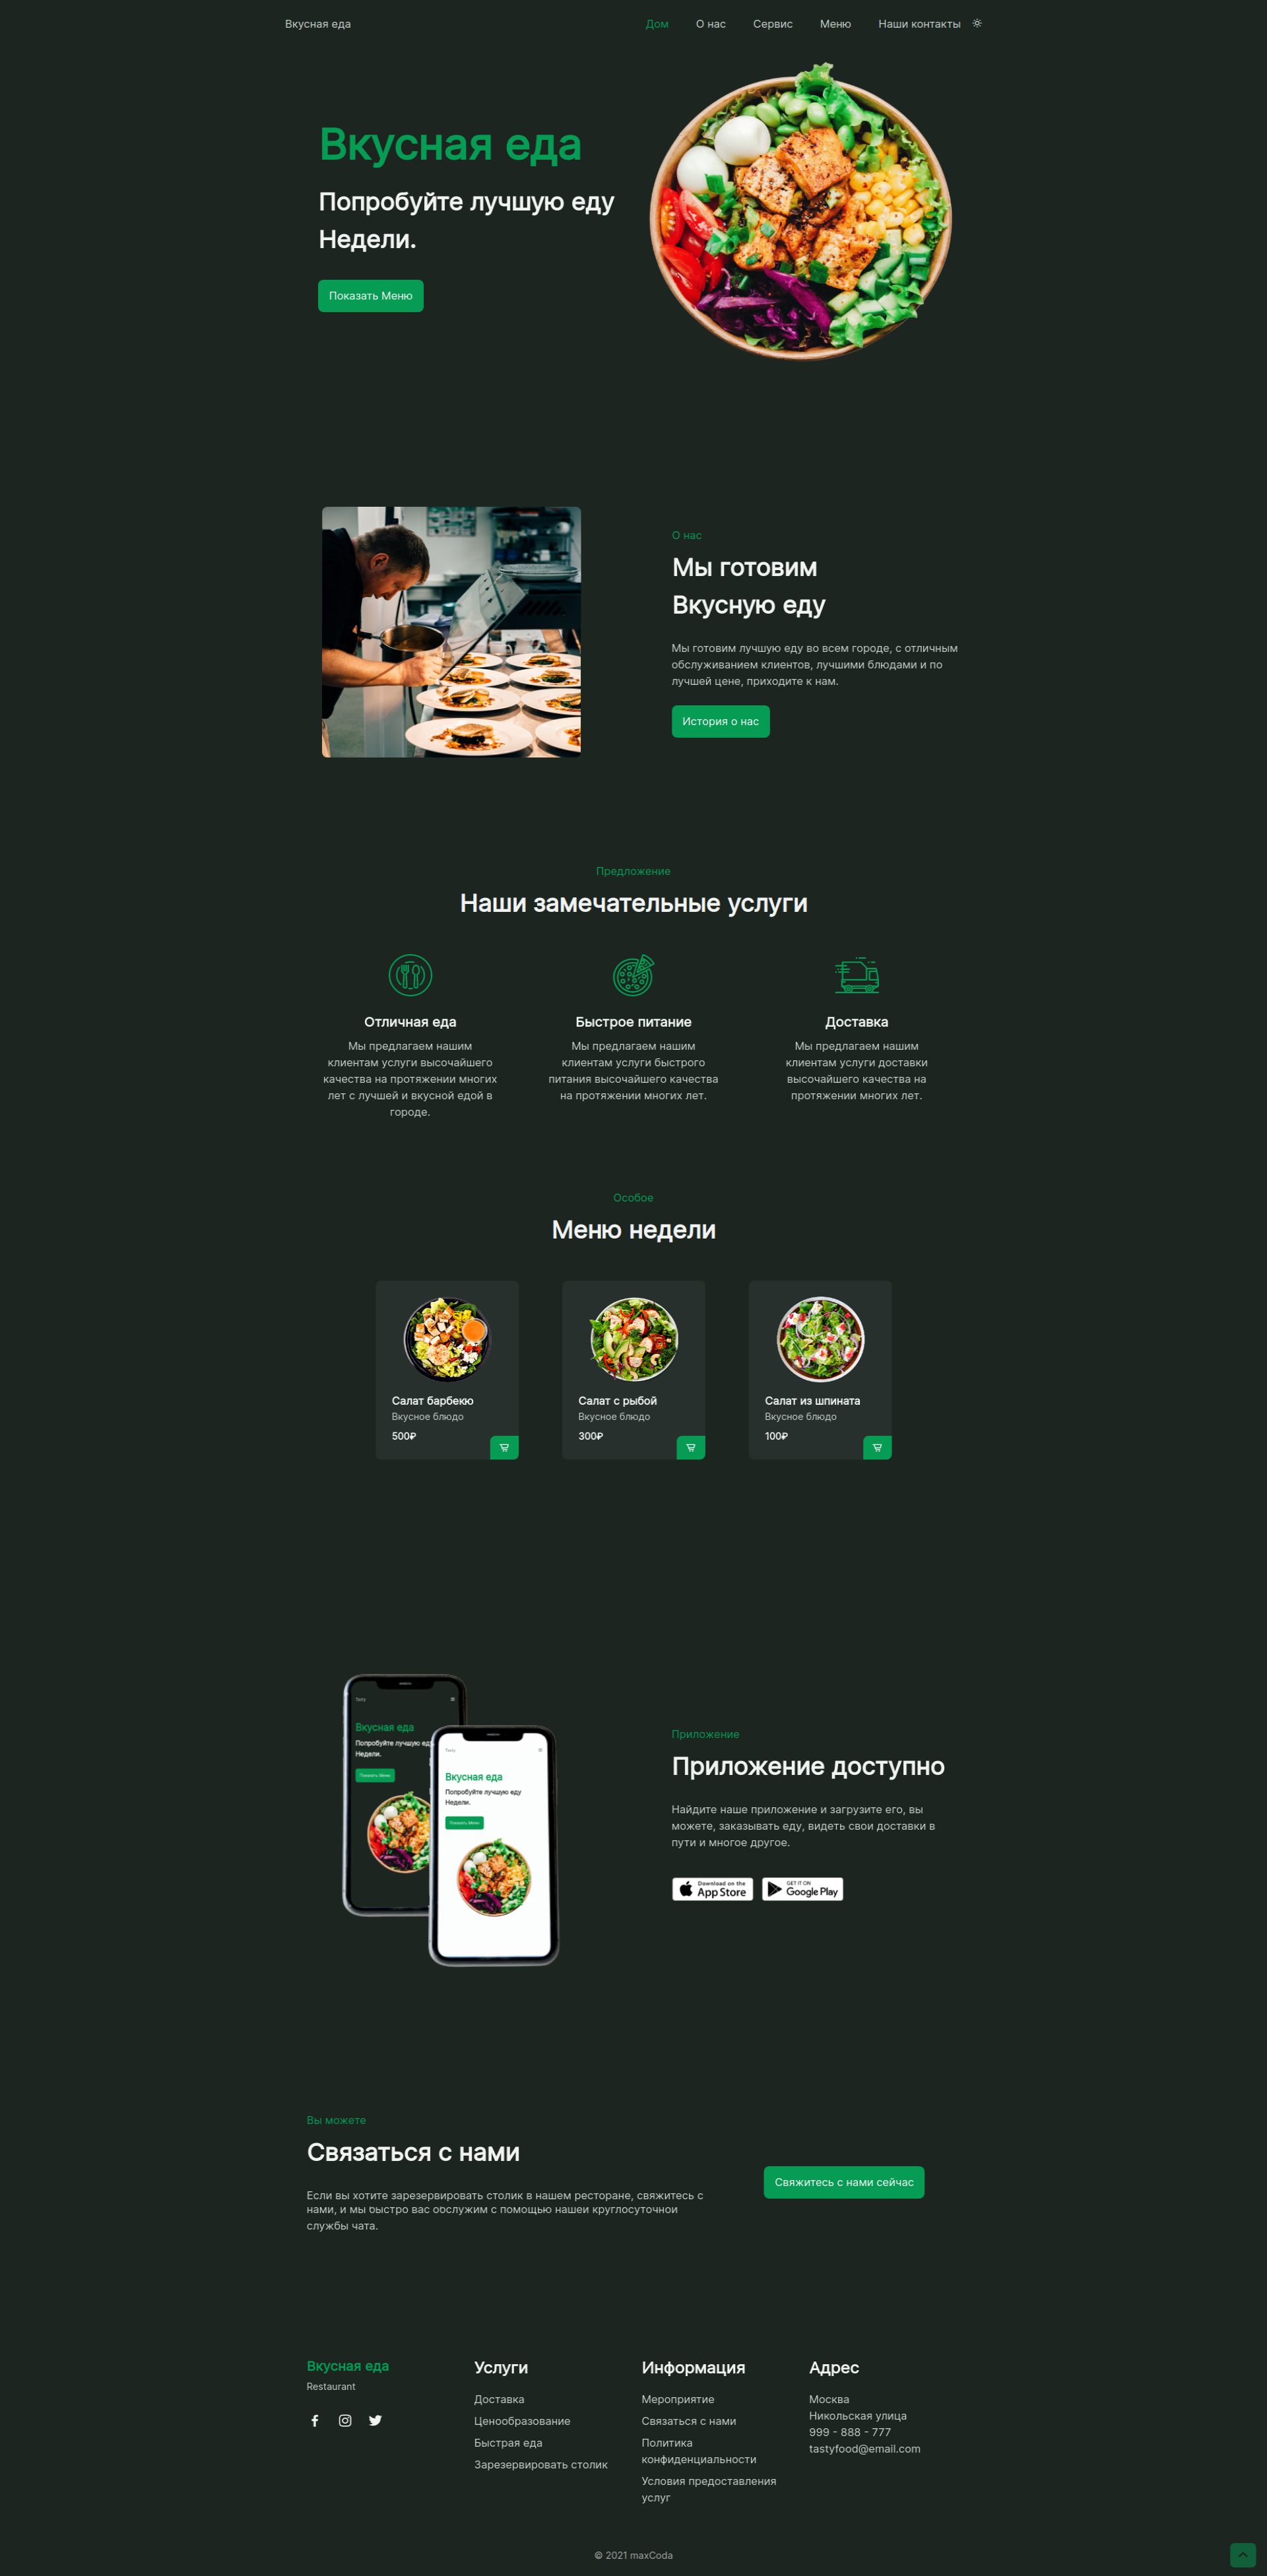 Вкусная еда
Дом
О нас
Сервис
Меню
Наши контакты
Вкусная еда
Попробуйте лучшую еду
Недели.
Показать Меню
О нас
Мы готовим
Вкусную еду
Мы готовим лучшую еду во всем городе, с отличным
обслуживанием клиентов, лучшими блюдами и по
лучшей цене, приходите к нам.
История о нас
Предложение
Наши замечательные услуги
Отличная еда
Мы предлагаем нашим
клиентам услуги высочайшего
качества на протяжении многих
лет с лучшей и вкусной едой в
городе.
Быстрое питание
Мы предлагаем нашим
клиентам услуги быстрого
питания высочайшего качества
на протяжении многих лет.
Доставка
Мы предлагаем нашим
клиентам услуги доставки
высочайшего качества на
протяжении многих лет.
Особое
Меню недели
Салат барбекю
Вкусное блюдо
500₽
Салат с рыбой
Вкусное блюдо
300₽
Салат из шпината
Вкусное блюдо
100₽
Tasty
Вкусная еда
Попробуйте лучшую еду
Недели.
Показать Меню
Tasty
Вкусная еда
Попробуйте лучшую еду
Недели.
Показать Меню
Приложение
Приложение доступно
Найдите наше приложение и загрузите его, вы
можете, заказывать еду, видеть свои доставки в
пути и многое другое.
Download on the
App Store
GET IT ON
Google Play
Вы можете
Связаться с нами
Если вы хотите зарезервировать столик в нашем ресторане, свяжитесь с
нами, и мы быстро вас обслужим с помощью нашей круглосуточной
службы чата.
Свяжитесь с нами сейчас
Вкусная еда
Restaurant
Услуги
Доставка
Ценообразование
Быстрая еда
Зарезервировать столик
Информация
Мероприятие
Связаться с нами
Политика
конфиденциальности
Условия предоставления
услуг
Адрес
Москва
Никольская улица
999 - 888 - 777
tastyfood@email.com
© 2021 maxCoda